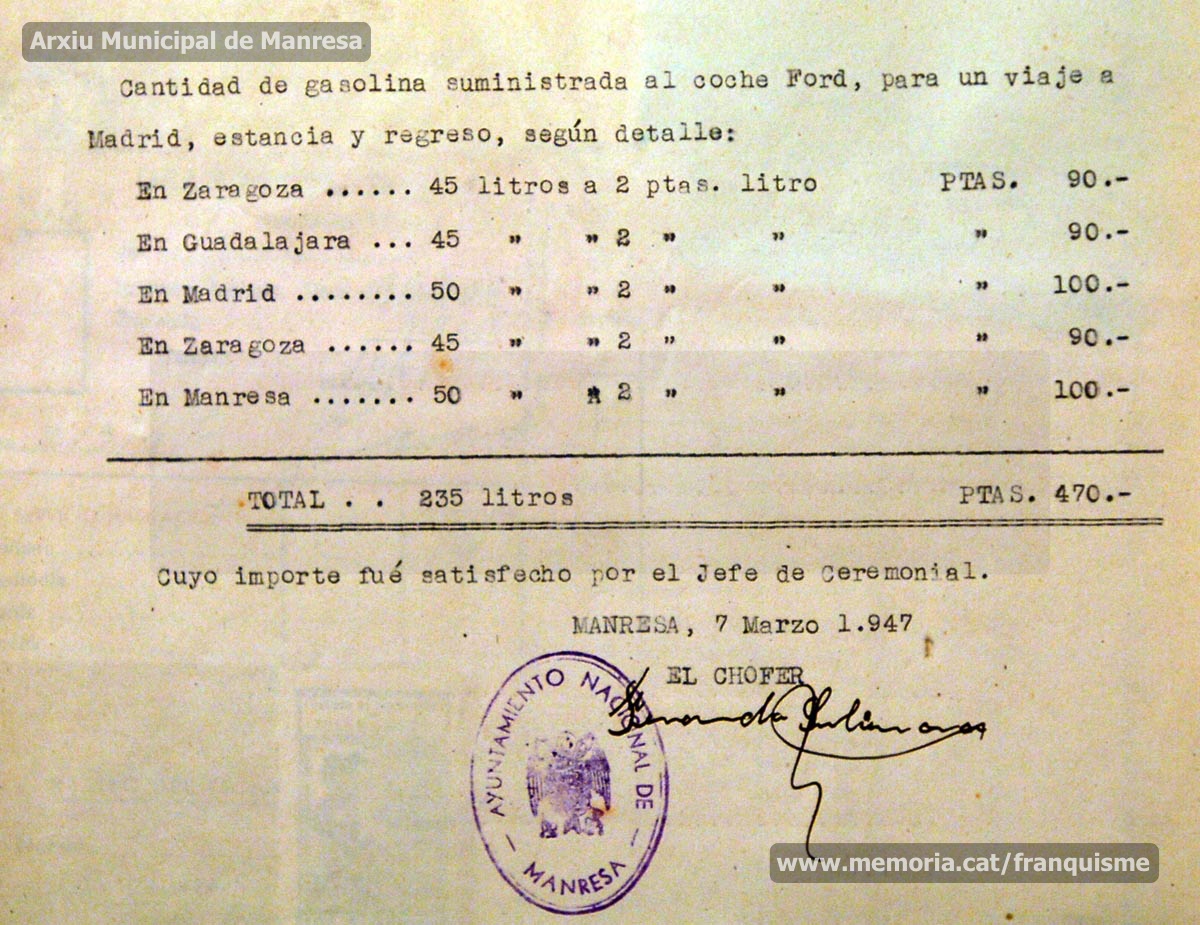 Arxiu Municipal de Manresa
Cantidad de gasolina suministrada al coche Ford, para un viaje a
Madrid, estancia y regreso, según detalle:
En Zaragoza ...... 45 litros a 2 ptas. litro PTAS. 90.-
En Guadalajara ... 45 " " 2 " " " 90.-
En Madrid ........ 50 " " 2 " " " 100.-
En Zaragoza ...... 45 " " 2 " " " 90.-
En Manresa ....... 50 " " 2 " " " 100.-
TOTAL . . 235 litros PTAS. 470.-
Cuyo importe fué satisfecho por el Jefe de Ceremonial.
MANRESA, 7 Marzo 1.947
EL CHOFER
AYUNTAMIENTO NACIONAL DE
- MANRESA -
www.memoria.cat/franquisme